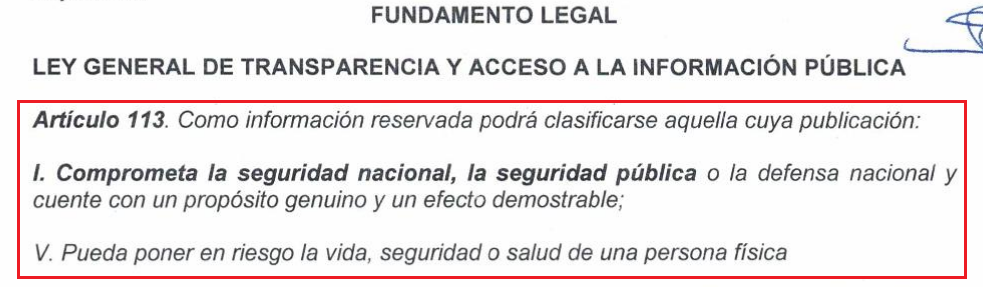 FUNDAMENTO LEGAL
LEY GENERAL DE TRANSPARENCIA Y ACCESO A LA INFORMACIÓN PÚBLICA
Artículo 113. Como información reservada podrá clasificarse aquella cuya publicación:
I. Comprometa la seguridad nacional, la seguridad pública o la defensa nacional y
cuente con un propósito genuino y un efecto demostrable;
V. Pueda poner en riesgo la vida, seguridad o salud de una persona física